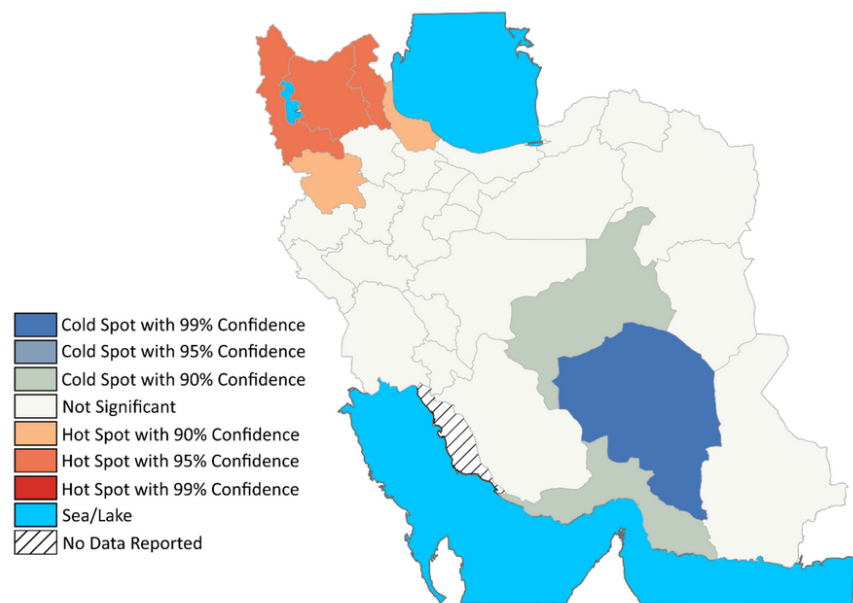 Cold Spot with 99% Confidence
Cold Spot with 95% Confidence
Cold Spot with 90% Confidence
Not Significant
Hot Spot with 90% Confidence
Hot Spot with 95% Confidence
Hot Spot with 99% Confidence
Sea/Lake
No Data Reported